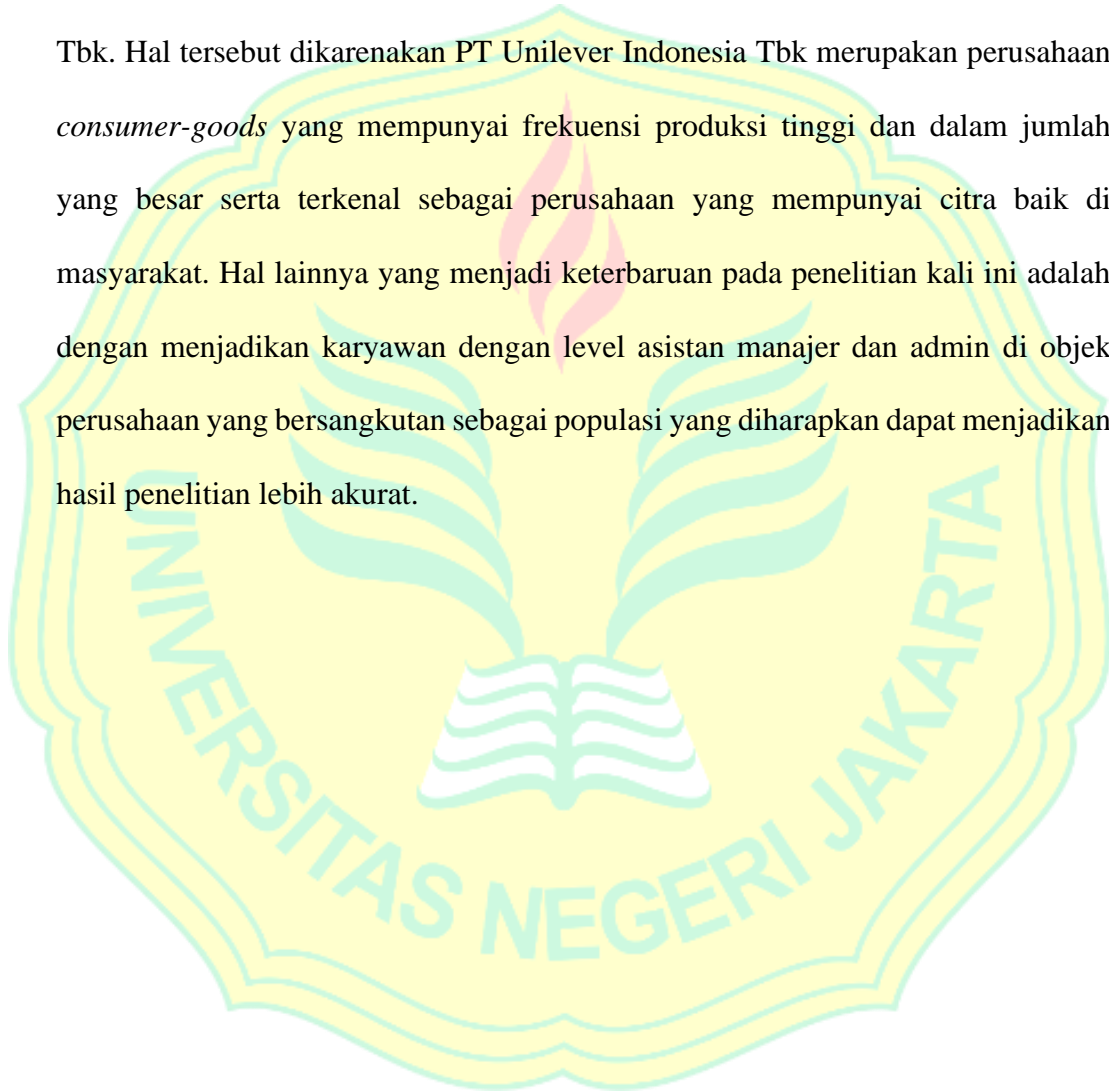 Tbk. Hal tersebut dikarenakan PT Unilever Indonesia Tbk merupakan perusahaan
consumer-goods yang mempunyai frekuensi produksi tinggi dan dalam jumlah
yang besar serta terkenal sebagai perusahaan yang mempunyai citra baik di
masyarakat. Hal lainnya yang menjadi keterbaruan pada penelitian kali ini adalah
dengan menjadikan karyawan dengan level asistan manajer dan admin di objek
perusahaan yang bersangkutan sebagai populasi yang diharapkan dapat menjadikan
hasil penelitian lebih akurat.
UNIVERSITAS NEGERI JAKARTA